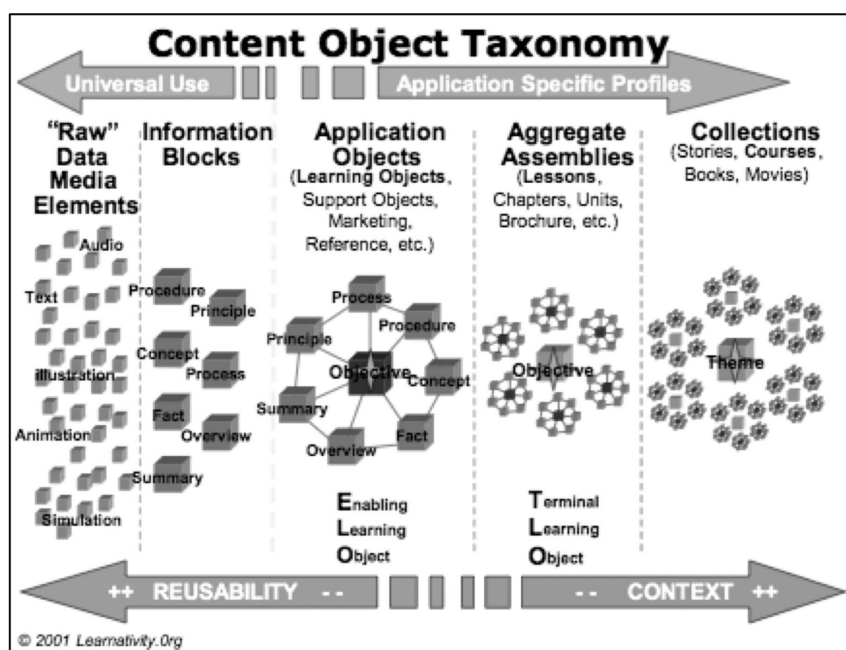 Content Object Taxonomy
Universal Use
Application Specific Profiles
“Raw”
Data
Media
Elements
Audio
Text
illustration
Animation
Simulation
Information
Blocks
Procedure
Principle
Concept
Process
Fact
Overview
Summary
Application
Objects
(Learning Objects,
Support Objects,
Marketing,
Reference, etc.)
Process
Principle
Procedure
Objective
Concept
Summary
Fact
Overview
Enabling
Learning
Object
Aggregate
Assemblies
(Lessons,
Chapters, Units,
Brochure, etc.)
Objective
Terminal
Learning
Object
Collections
(Stories, Courses,
Books, Movies)
Theme
++ REUSABILITY - -
- - CONTEXT ++
© 2001 Learnativity.0rg